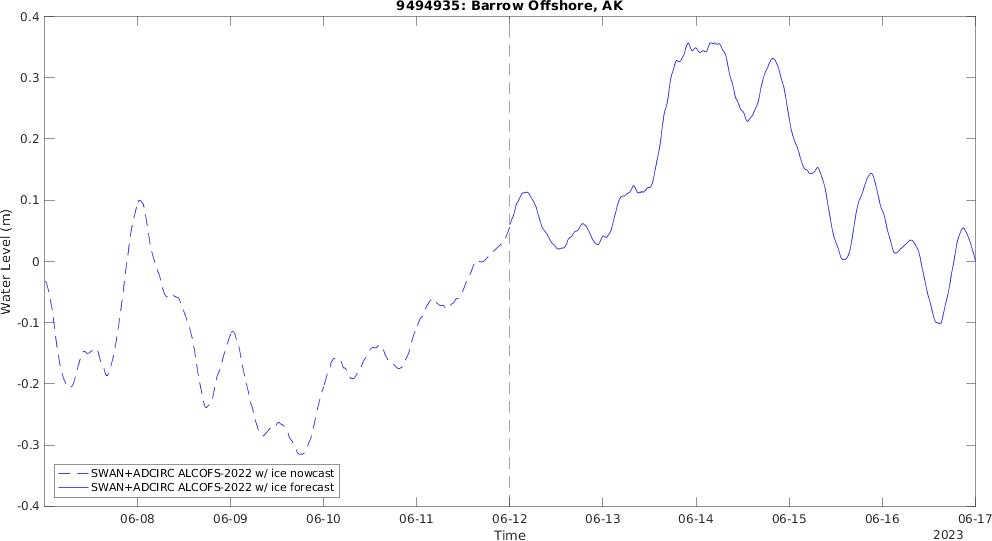 9494935: Barrow Offshore, AK
0.4
0.3
0.2
0.1
0
-0.1
-0.2
-0.3
-0.4
Water Level (m)
SWAN+ADCIRC ALCOFS-2022 w/ ice nowcast
SWAN+ADCIRC ALCOFS-2022 w/ ice forecast
06-08 06-09 06-10 06-11 06-12 06-13 06-14 06-15 06-16 06-17
Time
2023